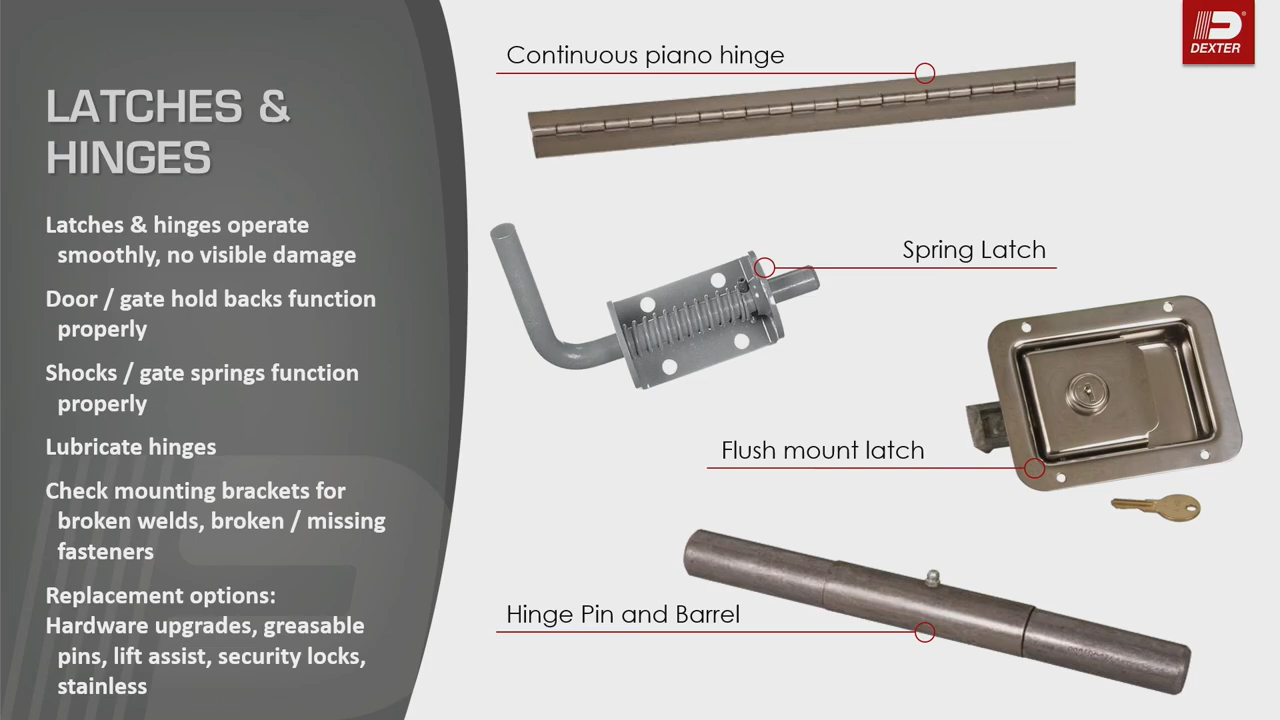 LATCHES &
HINGES
Latches & hinges operate
smoothly, no visible damage
Door / gate hold backs function
properly
Shocks / gate springs function
properly
Lubricate hinges
Check mounting brackets for
broken welds, broken / missing
fasteners
Replacement options:
Hardware upgrades, greasable
pins, lift assist, security locks,
stainless
Continuous piano hinge
Spring Latch
Flush mount latch
Hinge Pin and Barrel
DEXTER